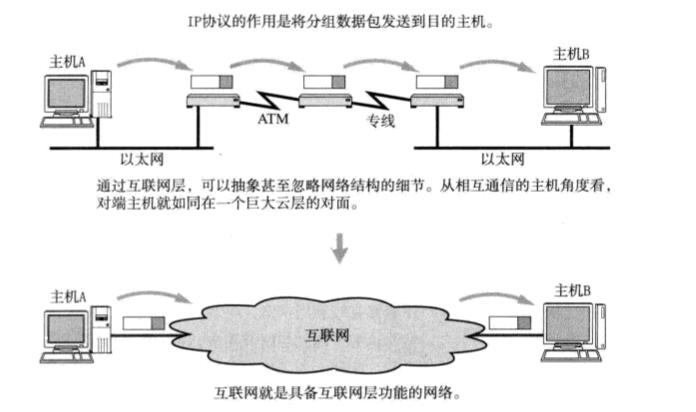 IP协议的作用是将分组数据包发送到目的主机。
主机A
主机B
ATM
专线
以太网
以太网
通过互联网层，可以抽象甚至忽略网络结构的细节。从相互通信的主机角度看，
对端主机就如同在一个巨大云层的对面。
主机A
主机B
互联网
互联网就是具备互联网层功能的网络。